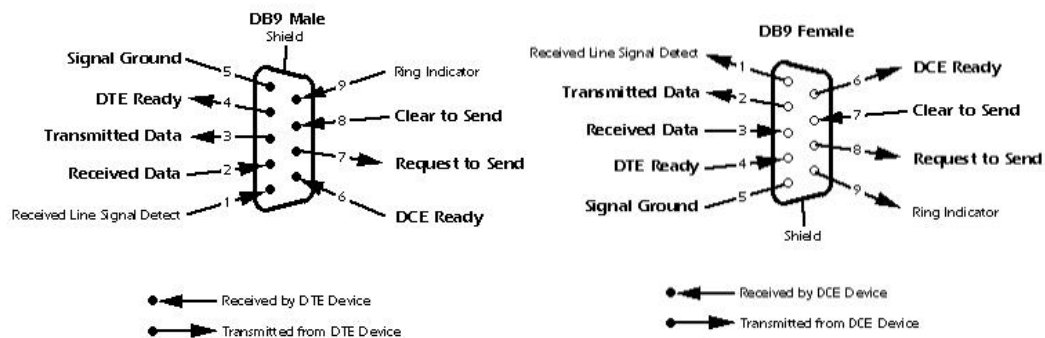 DB9 Male
Shield
Signal Ground
5
9
Ring Indicator
DTE Ready
4
8
Clear to Send
Transmitted Data
3
7
Request to Send
Received Data
2
6
DCE Ready
Received Line Signal Detect
1
Received by DTE Device
Transmitted from DTE Device
DB9 Female
Received Line Signal Detect
1
6
DCE Ready
Transmitted Data
2
7
Clear to Send
Received Data
3
8
Request to Send
DTE Ready
4
9
Ring Indicator
Signal Ground
5
Shield
Received by DCE Device
Transmitted from DCE Device